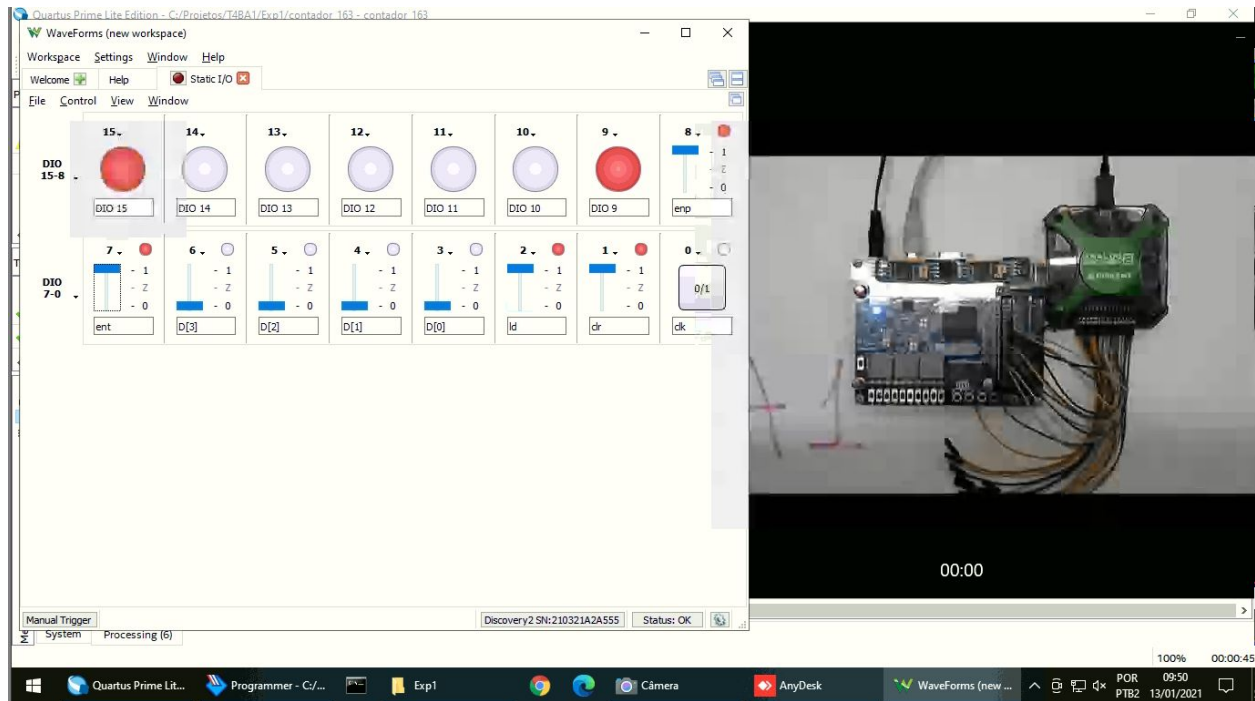 Quartus Prime Lite Edition - C:/Projetos/T4BA1/Exp1/contador_163 - contador_163
WaveForms (new workspace)
Workspace Settings Window Help
Welcome Help Static I/O
File Control View Window
15 14 13 12 11 10 9 8
DIO
15-8
- 1
- Z
- 0
DIO 15 DIO 14 DIO 13 DIO 12 DIO 11 DIO 10 DIO 9 enp
7 6 5 4 3 2 1 0
DIO
7-0
- 1 - 1 - 1 - 1 - 1 - 1 - 1
- Z - Z - Z - Z - Z - Z - Z 0/1
- 0 - 0 - 0 - 0 - 0 - 0 - 0
ent D[3] D[2] D[1] D[0] ld clr clk
00:00
Manual Trigger Discovery2 SN:210321A2A555 Status: OK
System Processing (6)
100% 00:00:45
Quartus Prime Lit... Programmer - C:/... Exp1 Câmera AnyDesk WaveForms (new ... POR 09:50
PTB2 13/01/2021